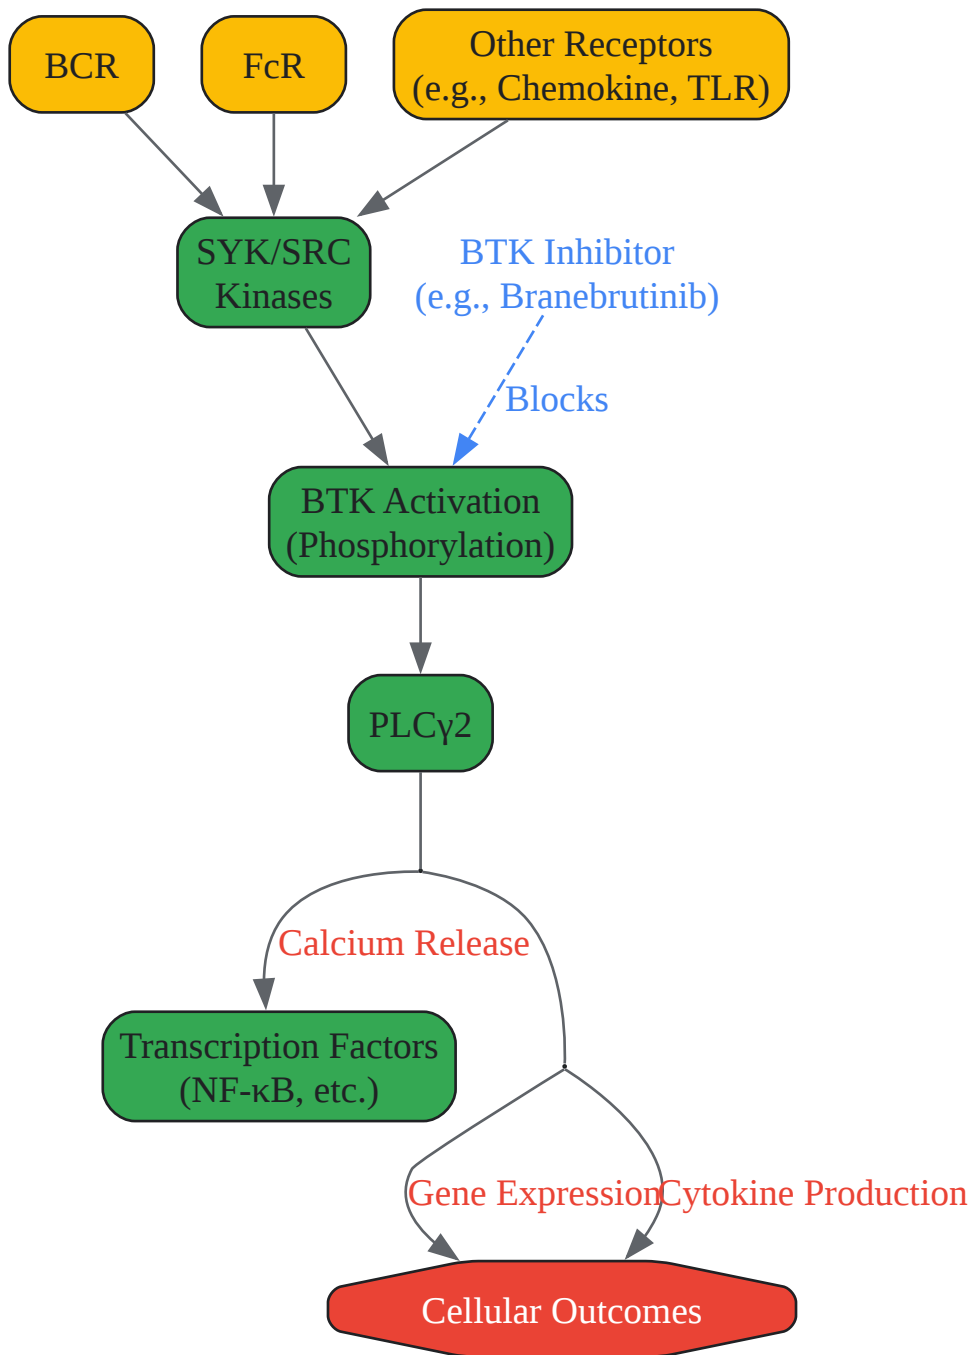 BCR
FcR
Other Receptors
(e.g., Chemokine, TLR)
SYK/SRC
Kinases
BTK Inhibitor
(e.g., Branebrutinib)
Blocks
BTK Activation
(Phosphorylation)
PLCγ2
Calcium Release
Transcription Factors
(NF-κB, etc.)
Gene Expression
Cytokine Production
Cellular Outcomes